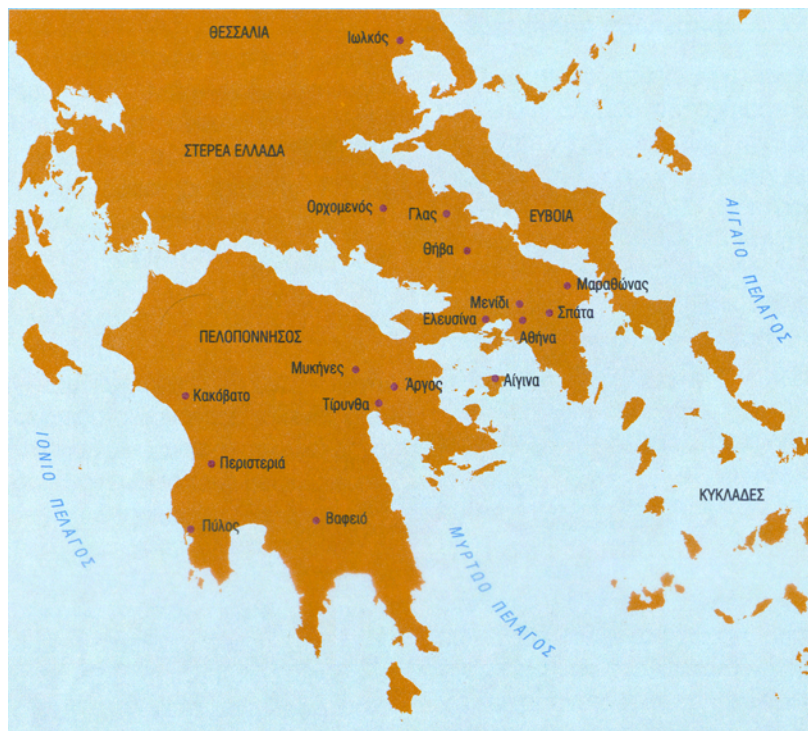 ΘΕΣΣΑΛΙΑ
Ιωλκός
ΣΤΕΡΕΑ ΕΛΛΑΔΑ
Ορχομενός
Γλας
ΕΥΒΟΙΑ
ΑΙΓΑΙΟ ΠΕΛΑΓΟΣ
Θήβα
Μαραθώνας
Μενίδι
Ελευσίνα
Σπάτα
Αθήνα
ΠΕΛΟΠΟΝΝΗΣΟΣ
Μυκήνες
Άργος
Αίγινα
Κακόβατο
Τίρυνθα
ΙΟΝΙΟ ΠΕΛΑΓΟΣ
Περιστεριά
ΚΥΚΛΑΔΕΣ
Πύλος
Βαφειό
ΜΥΡΤΩΟ ΠΕΛΑΓΟΣ